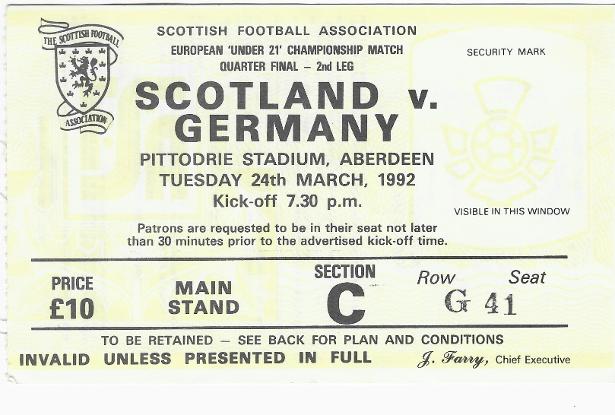 THE SCOTTISH FOOTBALL
ASSOCIATION
SCOTTISH FOOTBALL ASSOCIATION
EUROPEAN 'UNDER 21' CHAMPIONSHIP MATCH
QUARTER FINAL – 2nd LEG
SCOTLAND v.
GERMANY
PITTODRIE STADIUM, ABERDEEN
TUESDAY 24th MARCH, 1992
Kick-off 7.30 p.m.
Patrons are requested to be in their seat not later
than 30 minutes prior to the advertised kick-off time.
SECURITY MARK
VISIBLE IN THIS WINDOW
PRICE
£10
MAIN
STAND
SECTION
C
Row Seat
G 41
TO BE RETAINED – SEE BACK FOR PLAN AND CONDITIONS
INVALID UNLESS PRESENTED IN FULL
J. Farry, Chief Executive